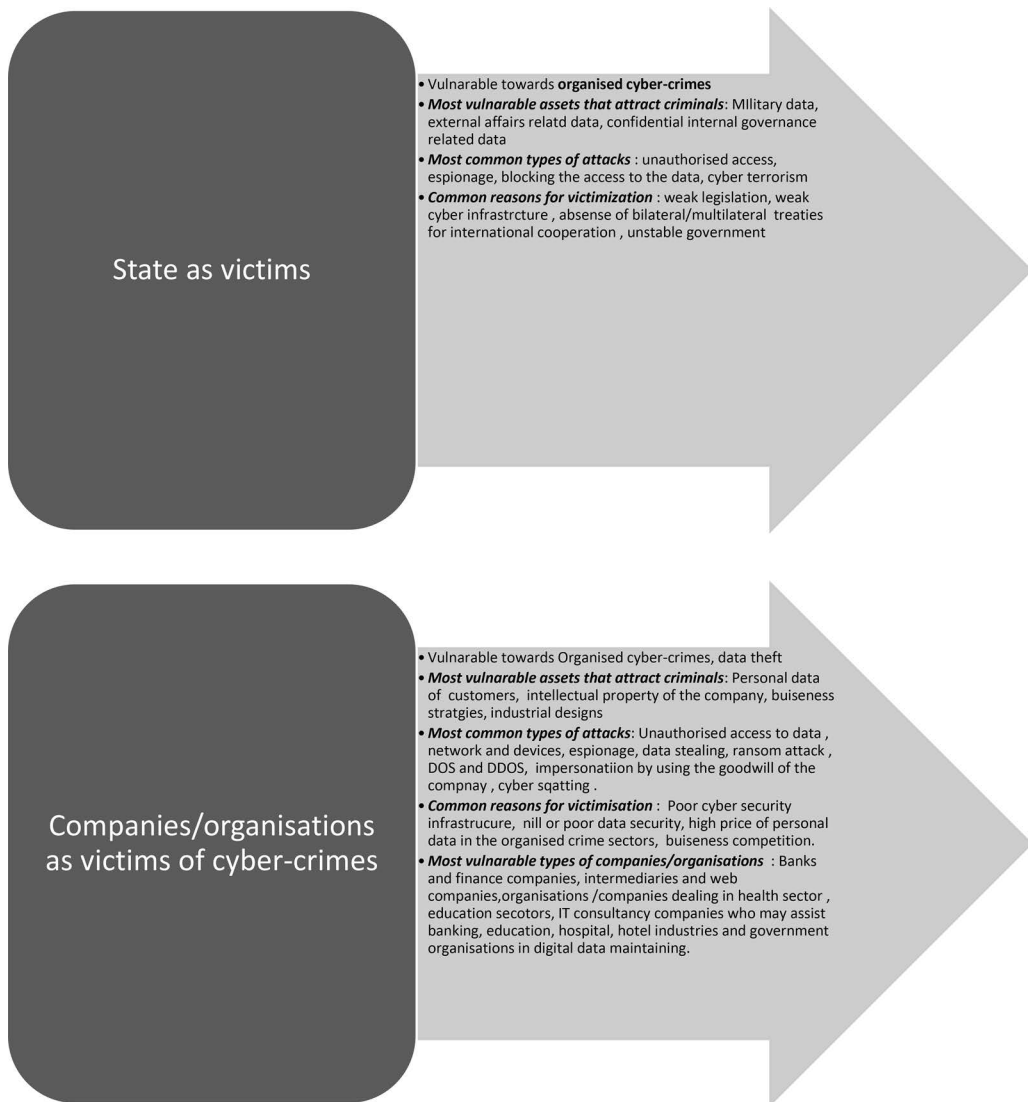 State as victims
• Vulnarable towards organised cyber-crimes
• Most vulnarable assets that attract criminals: MIlitary data,
external affairs relatd data, confidential internal governance
related data
• Most common types of attacks : unauthorised access,
espionage, blocking the access to the data, cyber terrorism
• Common reasons for victimization : weak legislation, weak
cyber infrastrcture , absense of bilateral/multilateral treaties
for international cooperation , unstable government
Companies/organisations
as victims of cyber-crimes
• Vulnarable towards Organised cyber-crimes, data theft
• Most vulnarable assets that attract criminals: Personal data
of customers, intellectual property of the company, buiseness
stratgies, industrial designs
• Most common types of attacks: Unauthorised access to data ,
network and devices, espionage, data stealing, ransom attack ,
DOS and DDOS, impersonatiion by using the goodwill of the
compnay , cyber sqatting .
• Common reasons for victimisation : Poor cyber security
infrastrucure, nill or poor data security, high price of personal
data in the organised crime sectors, buiseness competition.
• Most vulnarable types of companies/organisations : Banks
and finance companies, intermediaries and web
companies,organisations /companies dealing in health sector ,
education secotors, IT consultancy companies who may assist
banking, education, hospital, hotel industries and government
organisations in digital data maintaining.